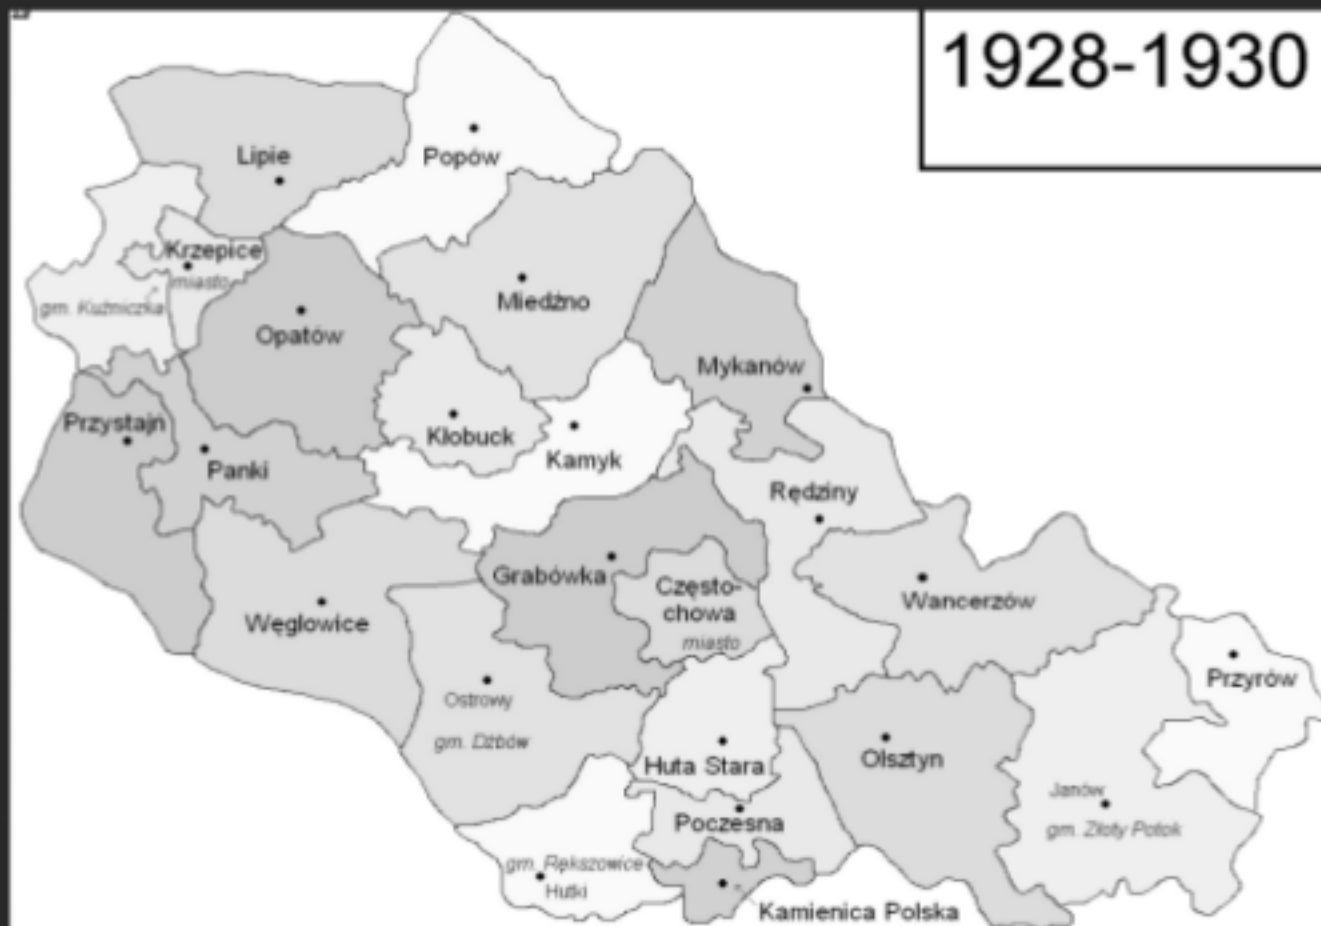 1928-1930
Popów
Lipie
Krzepice
miasto
gm. Kuźniczka
Miedźno
Opatów
Mykanów
Przystajn
Kłobuck
Kamyk
Panki
Rędziny
Grabówka
Często-
chowa
miasto
Wancerzów
Węglowice
Przyrów
Ostrowy
gm. Dźbów
Huta Stara
Olsztyn
Janów
gm. Złoty Potok
Poczesna
gm. Rększowice
Hutki
Kamienica Polska